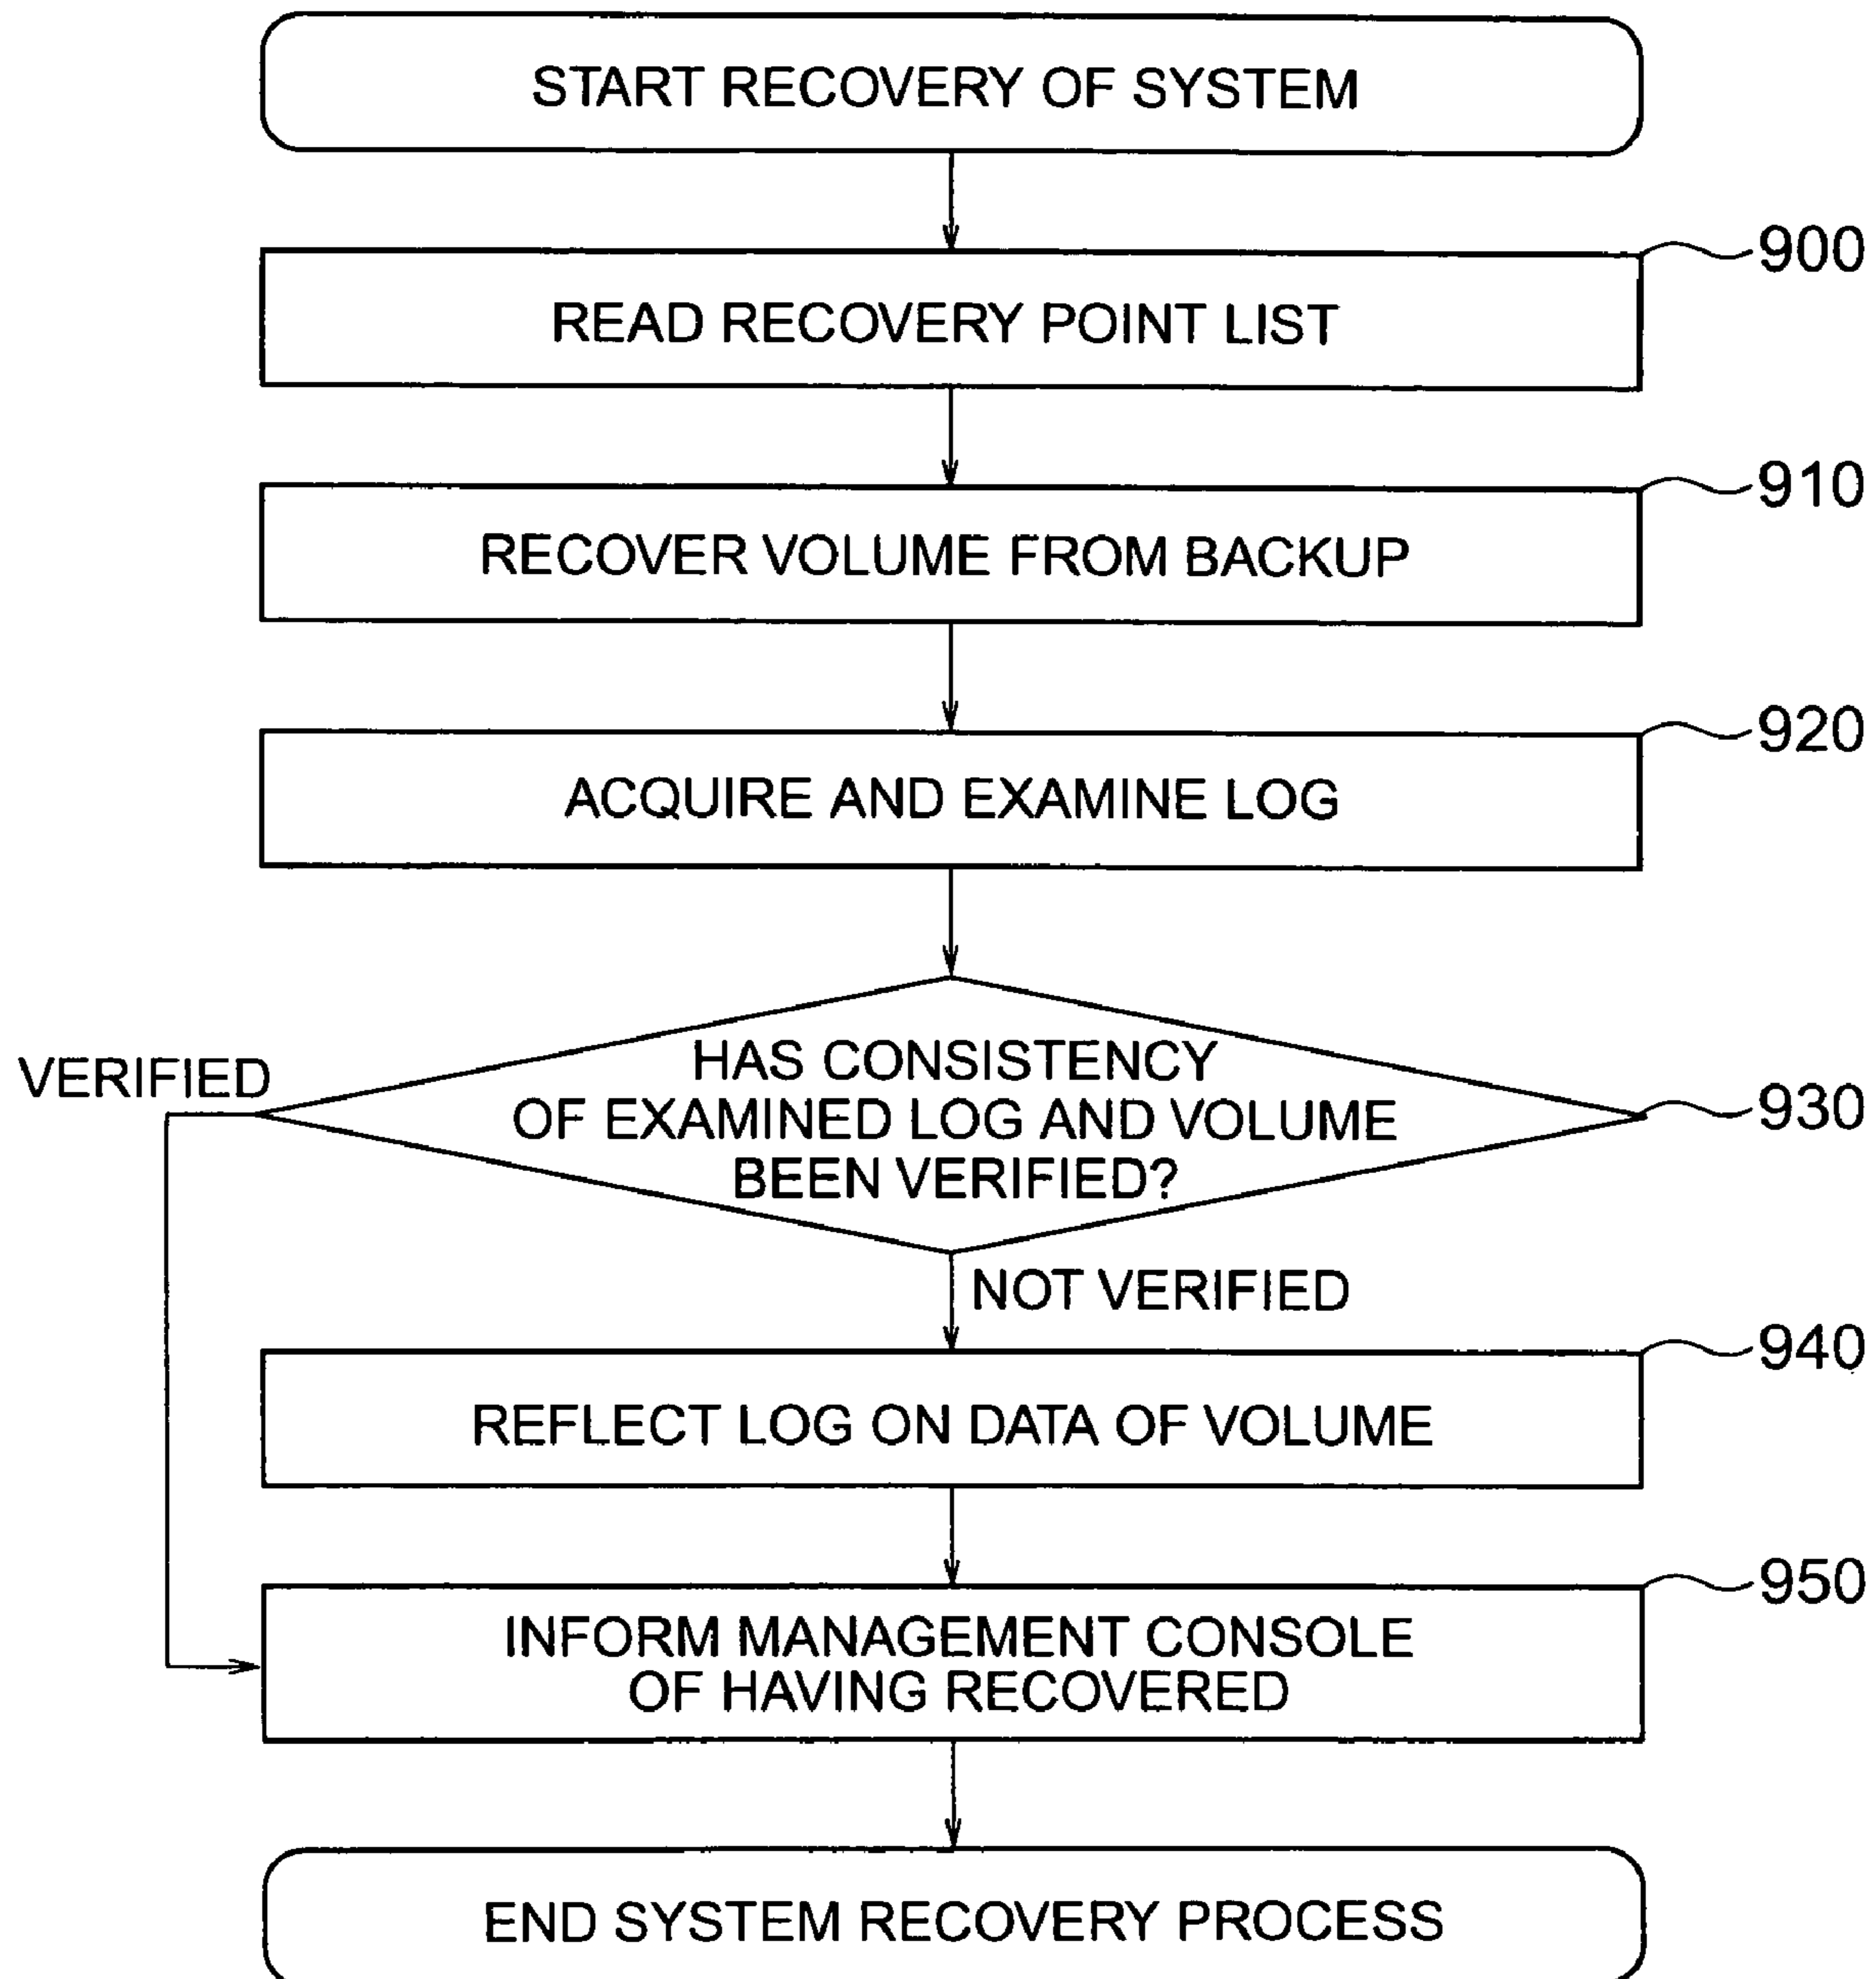 START RECOVERY OF SYSTEM
900
READ RECOVERY POINT LIST
910
RECOVER VOLUME FROM BACKUP
920
ACQUIRE AND EXAMINE LOG
VERIFIED
HAS CONSISTENCY
OF EXAMINED LOG AND VOLUME
BEEN VERIFIED?
930
NOT VERIFIED
940
REFLECT LOG ON DATA OF VOLUME
950
INFORM MANAGEMENT CONSOLE
OF HAVING RECOVERED
END SYSTEM RECOVERY PROCESS